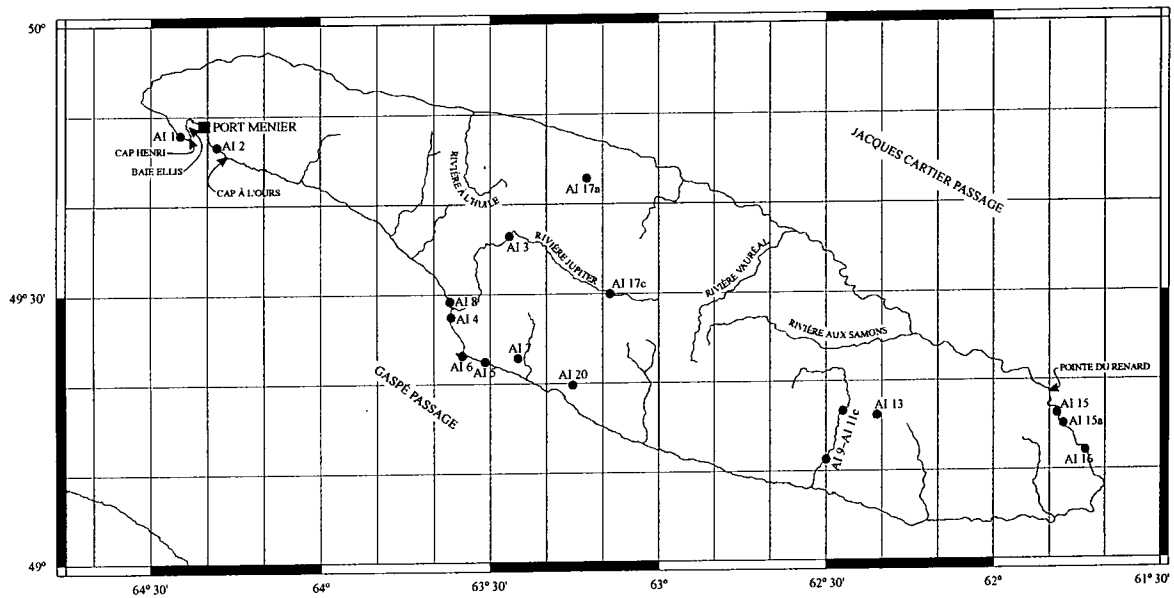 50°
PORT MENIER
AI 1
CAP HENRI
AI 2
BAIE ELLIS
CAP À L'OURS
RIVIÈRE À L'HUILE
AI 17a
JACQUES CARTIER PASSAGE
AI 3
RIVIÈRE JUPITER
AI 17c
RIVIÈRE VAURÉAL
49° 30'
AI 8
AI 4
RIVIÈRE AUX SAMONS
AI 6
AI 5
AI 7
AI 20
GASPÉ PASSAGE
POINTE DU RENARD
AI 9–AI 11c
AI 13
AI 15
AI 15a
AI 16
49°
64° 30'
64°
63° 30'
63°
62° 30'
62°
61° 30'